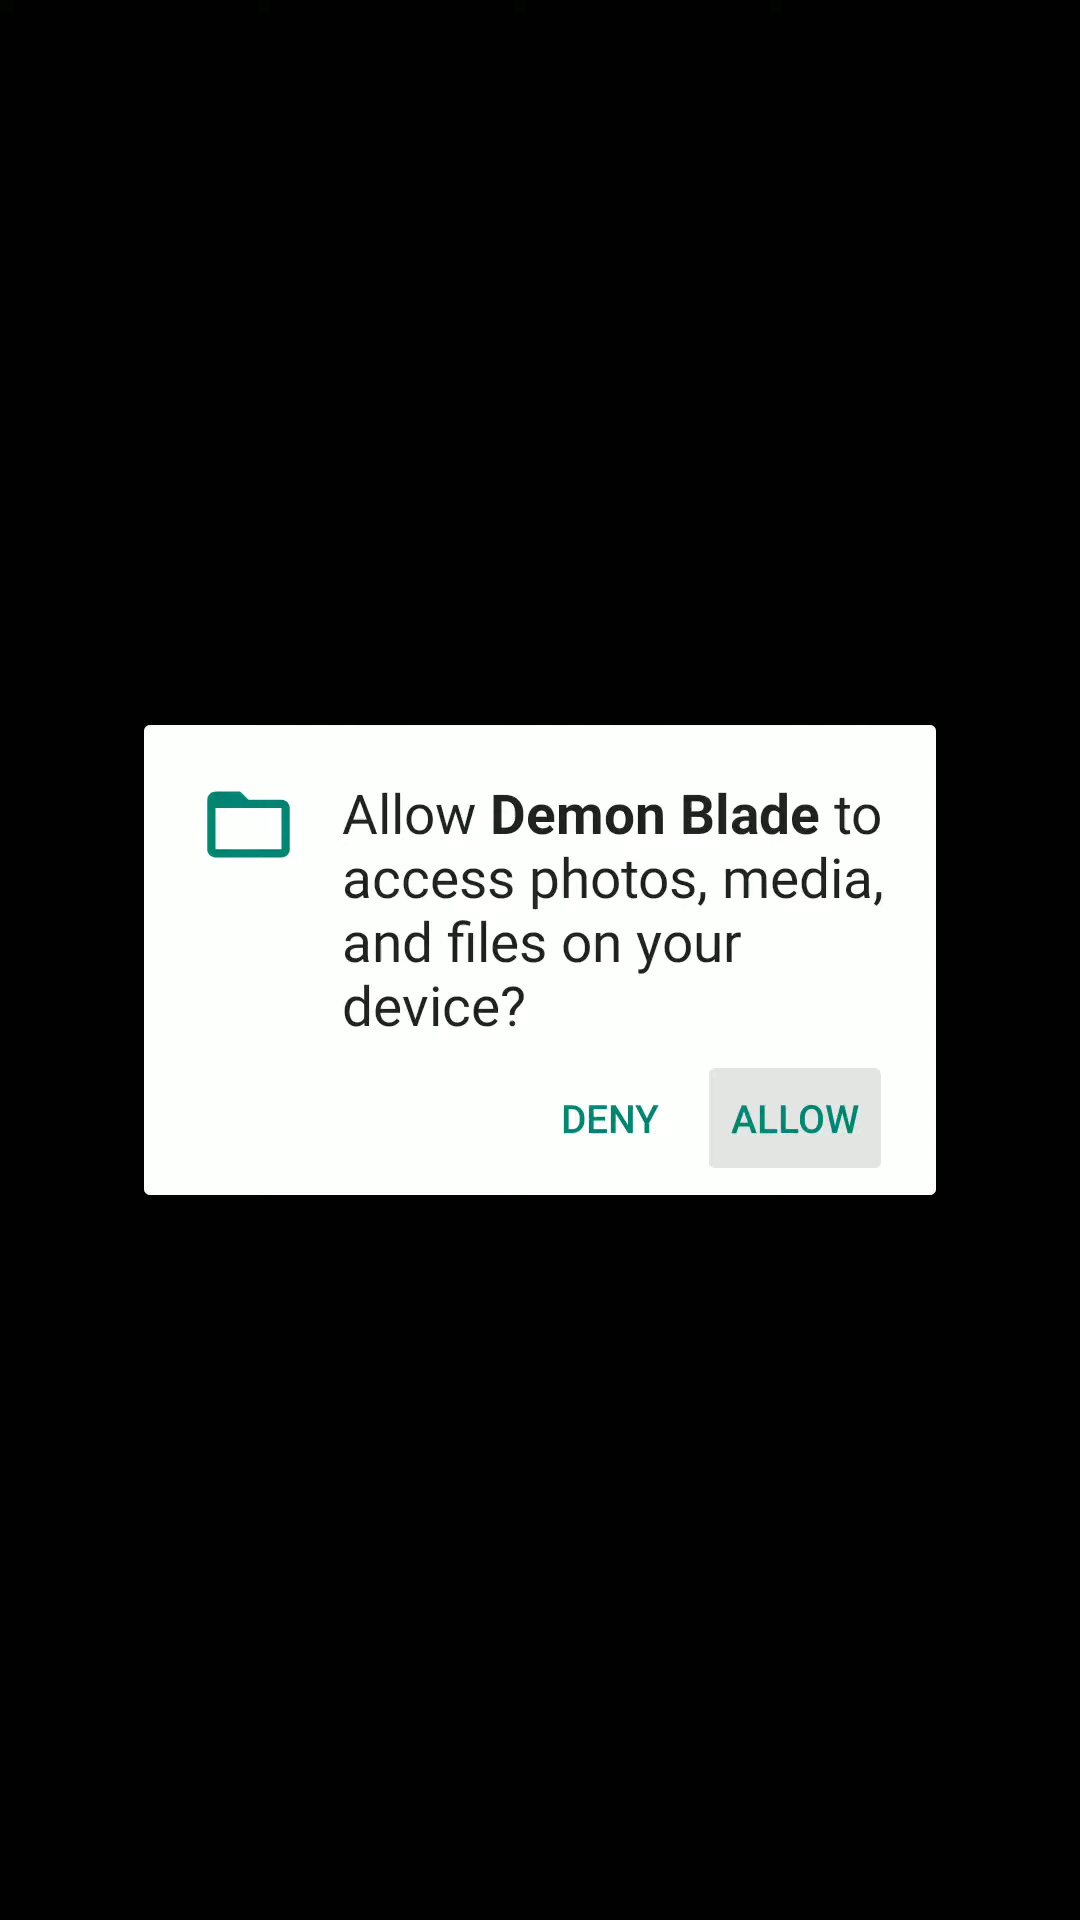 Allow Demon Blade to
access photos, media,
and files on your
device?
DENY ALLOW